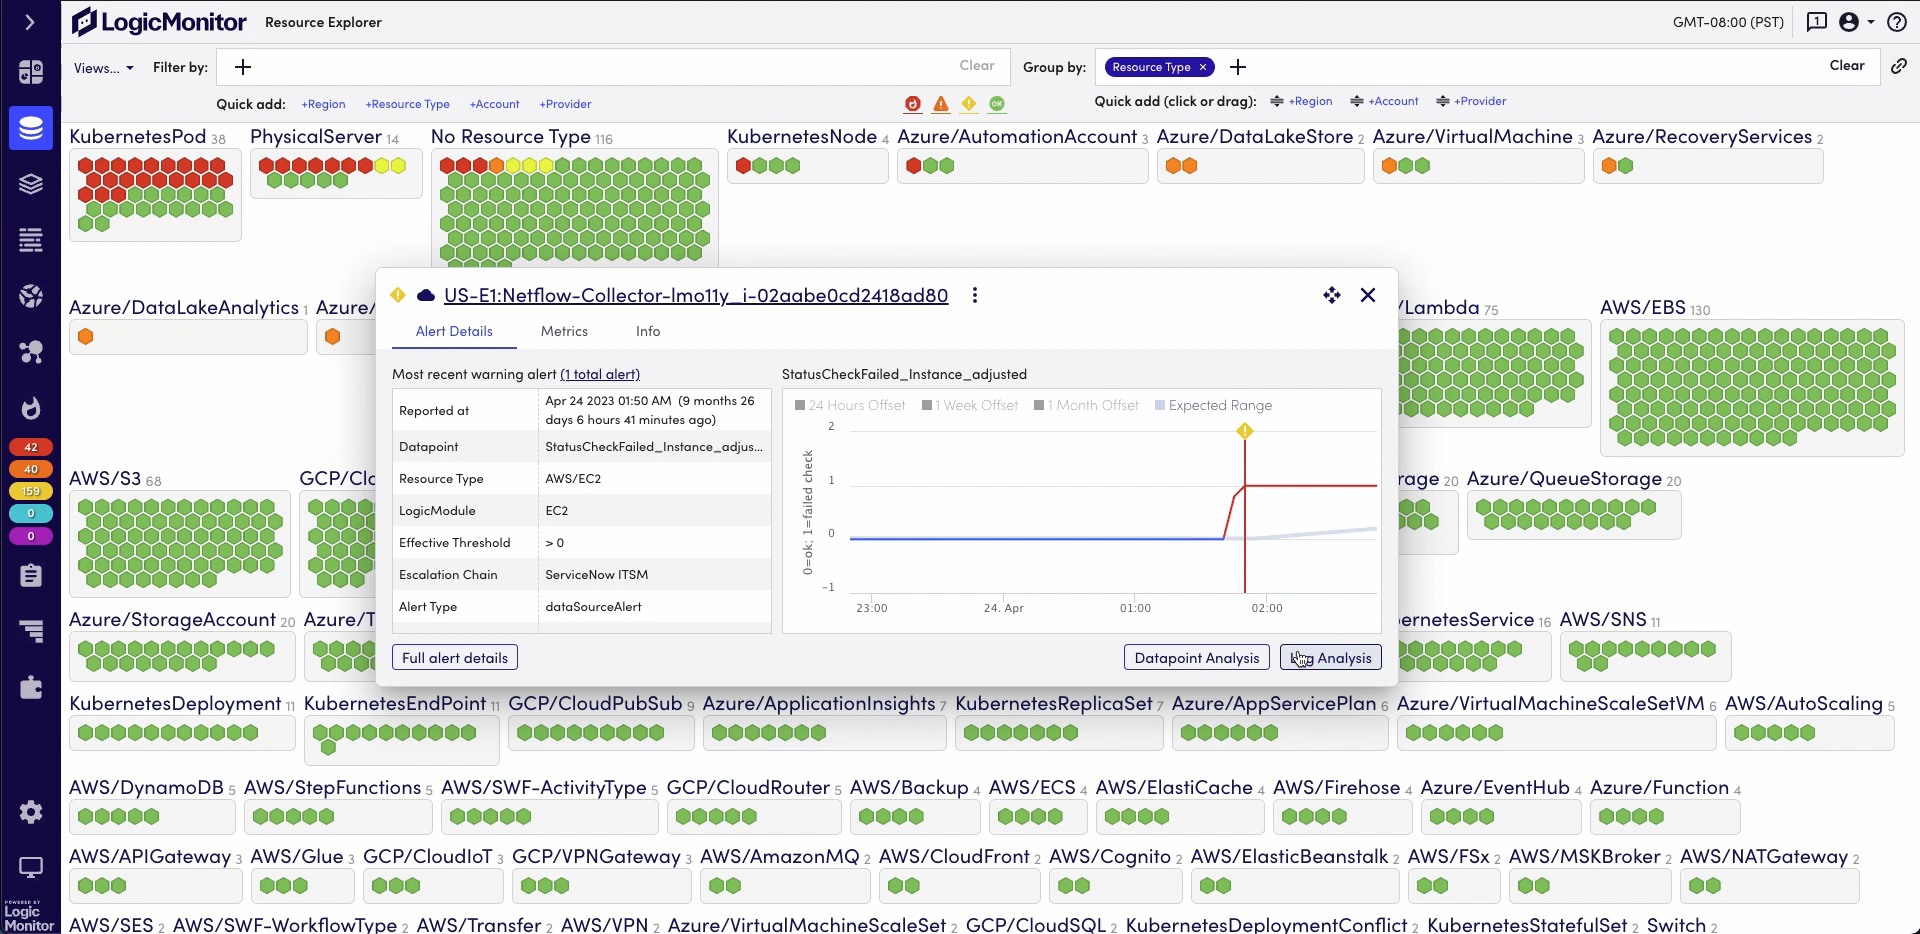 LogicMonitor Resource Explorer GMT-08:00 (PST) 1
Views... Filter by: + Clear Group by: Resource Type × + Clear
Quick add: +Region +Resource Type +Account +Provider OK Quick add (click or drag): +Region +Account +Provider
KubernetesPod 38 PhysicalServer 14 No Resource Type 116 KubernetesNode 4 Azure/AutomationAccount 3 Azure/DataLakeStore 2 Azure/VirtualMachine 3 Azure/RecoveryServices 2
Azure/DataLakeAnalytics 1 Azure/ /Lambda 75 AWS/EBS 130
US-E1:Netflow-Collector-lmo11y_i-02aabe0cd2418ad80
Alert Details Metrics Info
Most recent warning alert (1 total alert)
Reported at Apr 24 2023 01:50 AM (9 months 26
days 6 hours 41 minutes ago)
Datapoint StatusCheckFailed_Instance_adjus...
Resource Type AWS/EC2
LogicModule EC2
Effective Threshold > 0
Escalation Chain ServiceNow ITSM
Alert Type dataSourceAlert
StatusCheckFailed_Instance_adjusted
24 Hours Offset 1 Week Offset 1 Month Offset Expected Range
0=ok; 1=failed check
2
1
0
-1
23:00 24. Apr 01:00 02:00
Full alert details Datapoint Analysis Analysis
42
40
159
0
0
AWS/S3 68 GCP/Clo rage 20 Azure/QueueStorage 20
Azure/StorageAccount 20 Azure/T ernetesService 16 AWS/SNS 11
KubernetesDeployment 11 KubernetesEndPoint 11 GCP/CloudPubSub 9 Azure/ApplicationInsights 7 KubernetesReplicaSet 7 Azure/AppServicePlan 6 Azure/VirtualMachineScaleSetVM 6 AWS/AutoScaling 5
AWS/DynamoDB 5 AWS/StepFunctions 5 AWS/SWF-ActivityType 5 GCP/CloudRouter 5 AWS/Backup 4 AWS/ECS 4 AWS/ElastiCache 4 AWS/Firehose 4 Azure/EventHub 4 Azure/Function 4
AWS/APIGateway 3 AWS/Glue 3 GCP/CloudIoT 3 GCP/VPNGateway 3 AWS/AmazonMQ 2 AWS/CloudFront 2 AWS/Cognito 2 AWS/ElasticBeanstalk 2 AWS/FSx 2 AWS/MSKBroker 2 AWS/NATGateway 2
AWS/SES 2 AWS/SWF-WorkflowType 2 AWS/Transfer 2 AWS/VPN 2 Azure/VirtualMachineScaleSet 2 GCP/CloudSQL 2 KubernetesDeploymentConflict 2 KubernetesStatefulSet 2 Switch 2
POWERED BY
Logic
Monitor